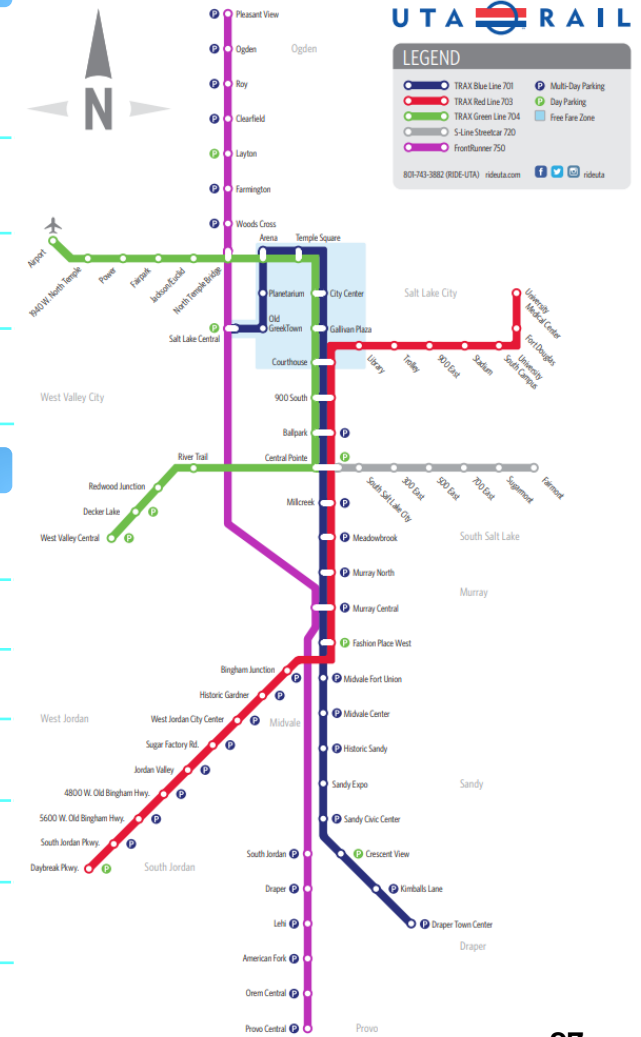 UTA RAIL
LEGEND
TRAX Blue Line 701
TRAX Red Line 703
TRAX Green Line 704
S-Line Streetcar 720
FrontRunner 750
P Multi-Day Parking
P Day Parking
Free Fare Zone
801-743-3882 (RIDE-UTA) rideuta.com
rideuta
N
P Pleasant View
P Ogden
Ogden
P Roy
P Clearfield
P Layton
P Farmington
P Woods Cross
Airport
1940 W. North Temple
Power
Fairpark
Jackson/Euclid
North Temple Bridge
Arena
Temple Square
Planetarium
City Center
Salt Lake City
Old
GreekTown
Gallivan Plaza
P
Salt Lake Central
Courthouse
Library
Trolley
900 East
Stadium
University
South Campus
Fort Douglas
University
Medical Center
West Valley City
900 South
Ballpark P
Central Pointe P
South Salt Lake City
300 East
500 East
700 East
Sugarmont
Fairmont
River Trail
Redwood Junction
Decker Lake P
West Valley Central P
Millcreek P
P Meadowbrook
South Salt Lake
P Murray North
Murray
P Murray Central
P Fashion Place West
Bingham Junction P
P Midvale Fort Union
Historic Gardner P
West Jordan
West Jordan City Center P
Midvale
P Midvale Center
Sugar Factory Rd. P
P Historic Sandy
Jordan Valley P
4800 W. Old Bingham Hwy. P
Sandy Expo
Sandy
5600 W. Old Bingham Hwy. P
P Sandy Civic Center
South Jordan Pkwy. P
Daybreak Pkwy. P
South Jordan
South Jordan P
P Crescent View
Draper P
P Kimballs Lane
Lehi P
P Draper Town Center
Draper
American Fork P
Orem Central P
Provo Central P
Provo